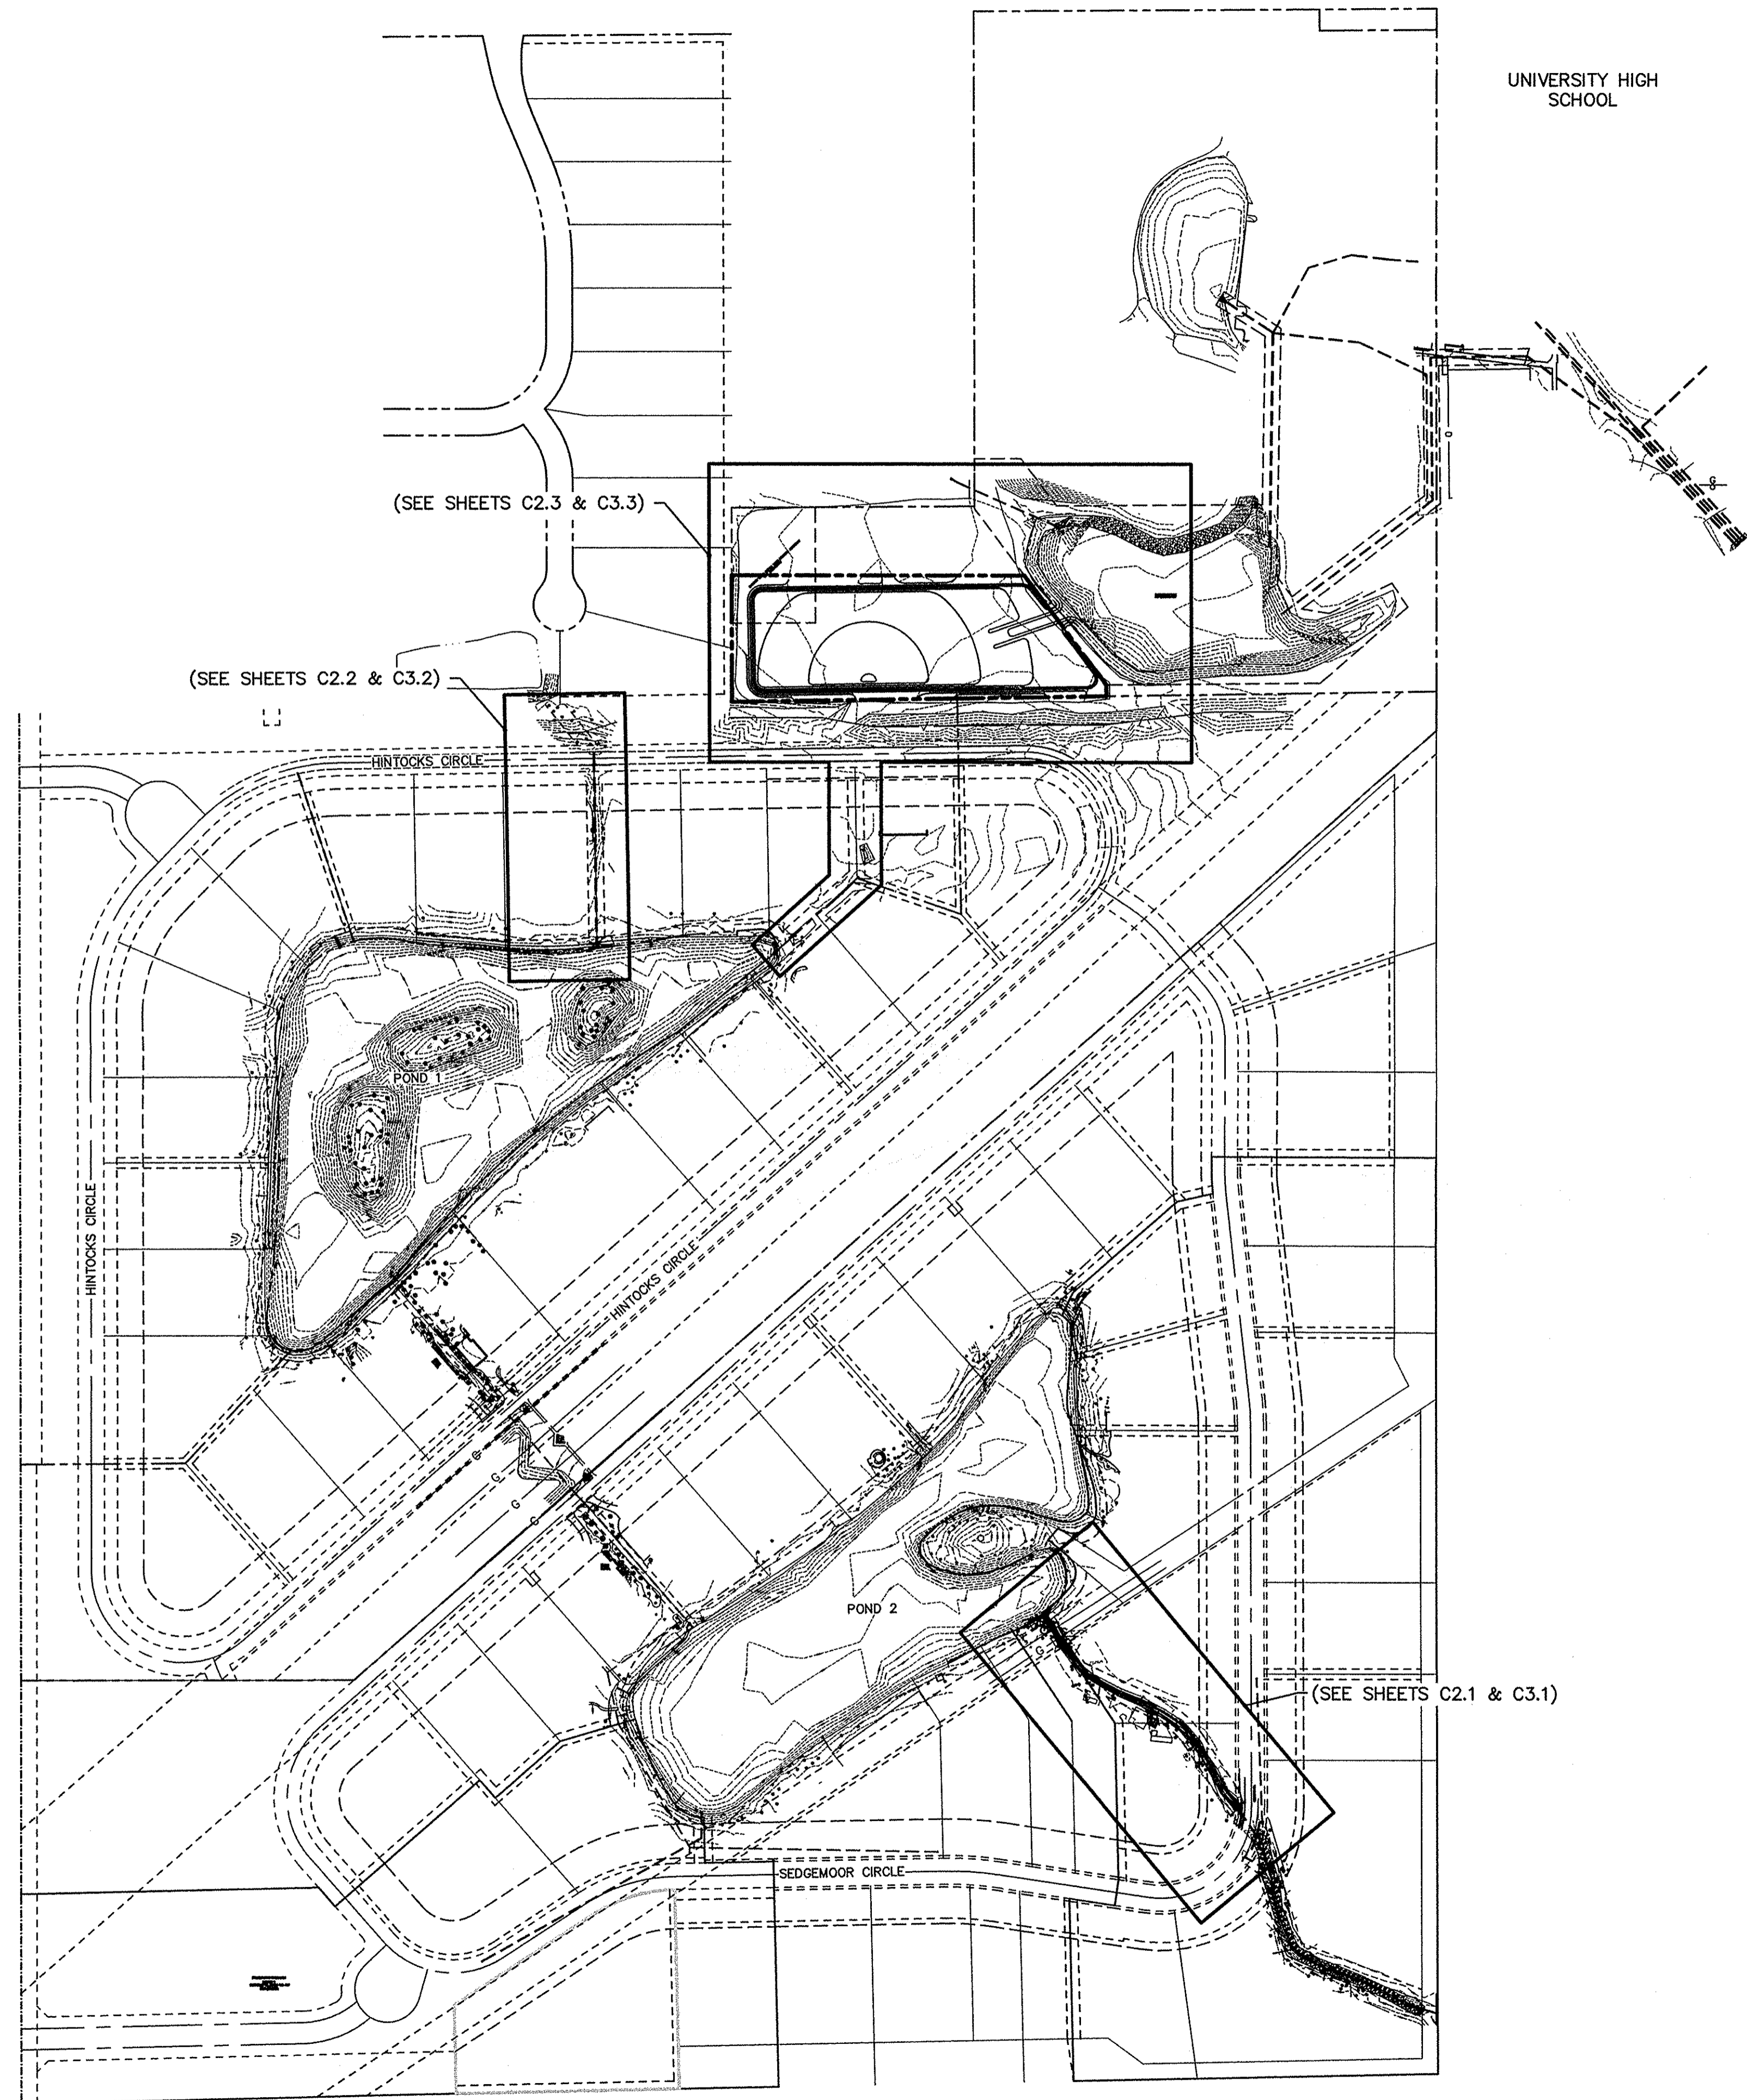 UNIVERSITY HIGH
SCHOOL
(SEE SHEETS C2.3 & C3.3)
(SEE SHEETS C2.2 & C3.2)
HINTOCKS CIRCLE
POND 1
HINTOCKS CIRCLE
HINTOCKS CIRCLE
G
G
G
G
POND 2
G
(SEE SHEETS C2.1 & C3.1)
SEDGEMOOR CIRCLE